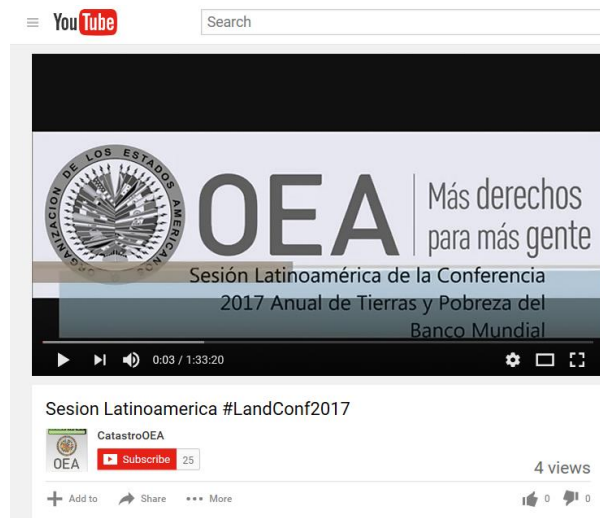 YouTube
Search
ORGANIZACION DE LOS ESTADOS AMERICANOS
OEA
Más derechos
para más gente
Sesión Latinoamérica de la Conferencia
2017 Anual de Tierras y Pobreza del
Banco Mundial
0:03 / 1:33:20
Sesion Latinoamerica #LandConf2017
CatastroOEA
OEA
Subscribe 25
4 views
Add to Share More
0 0